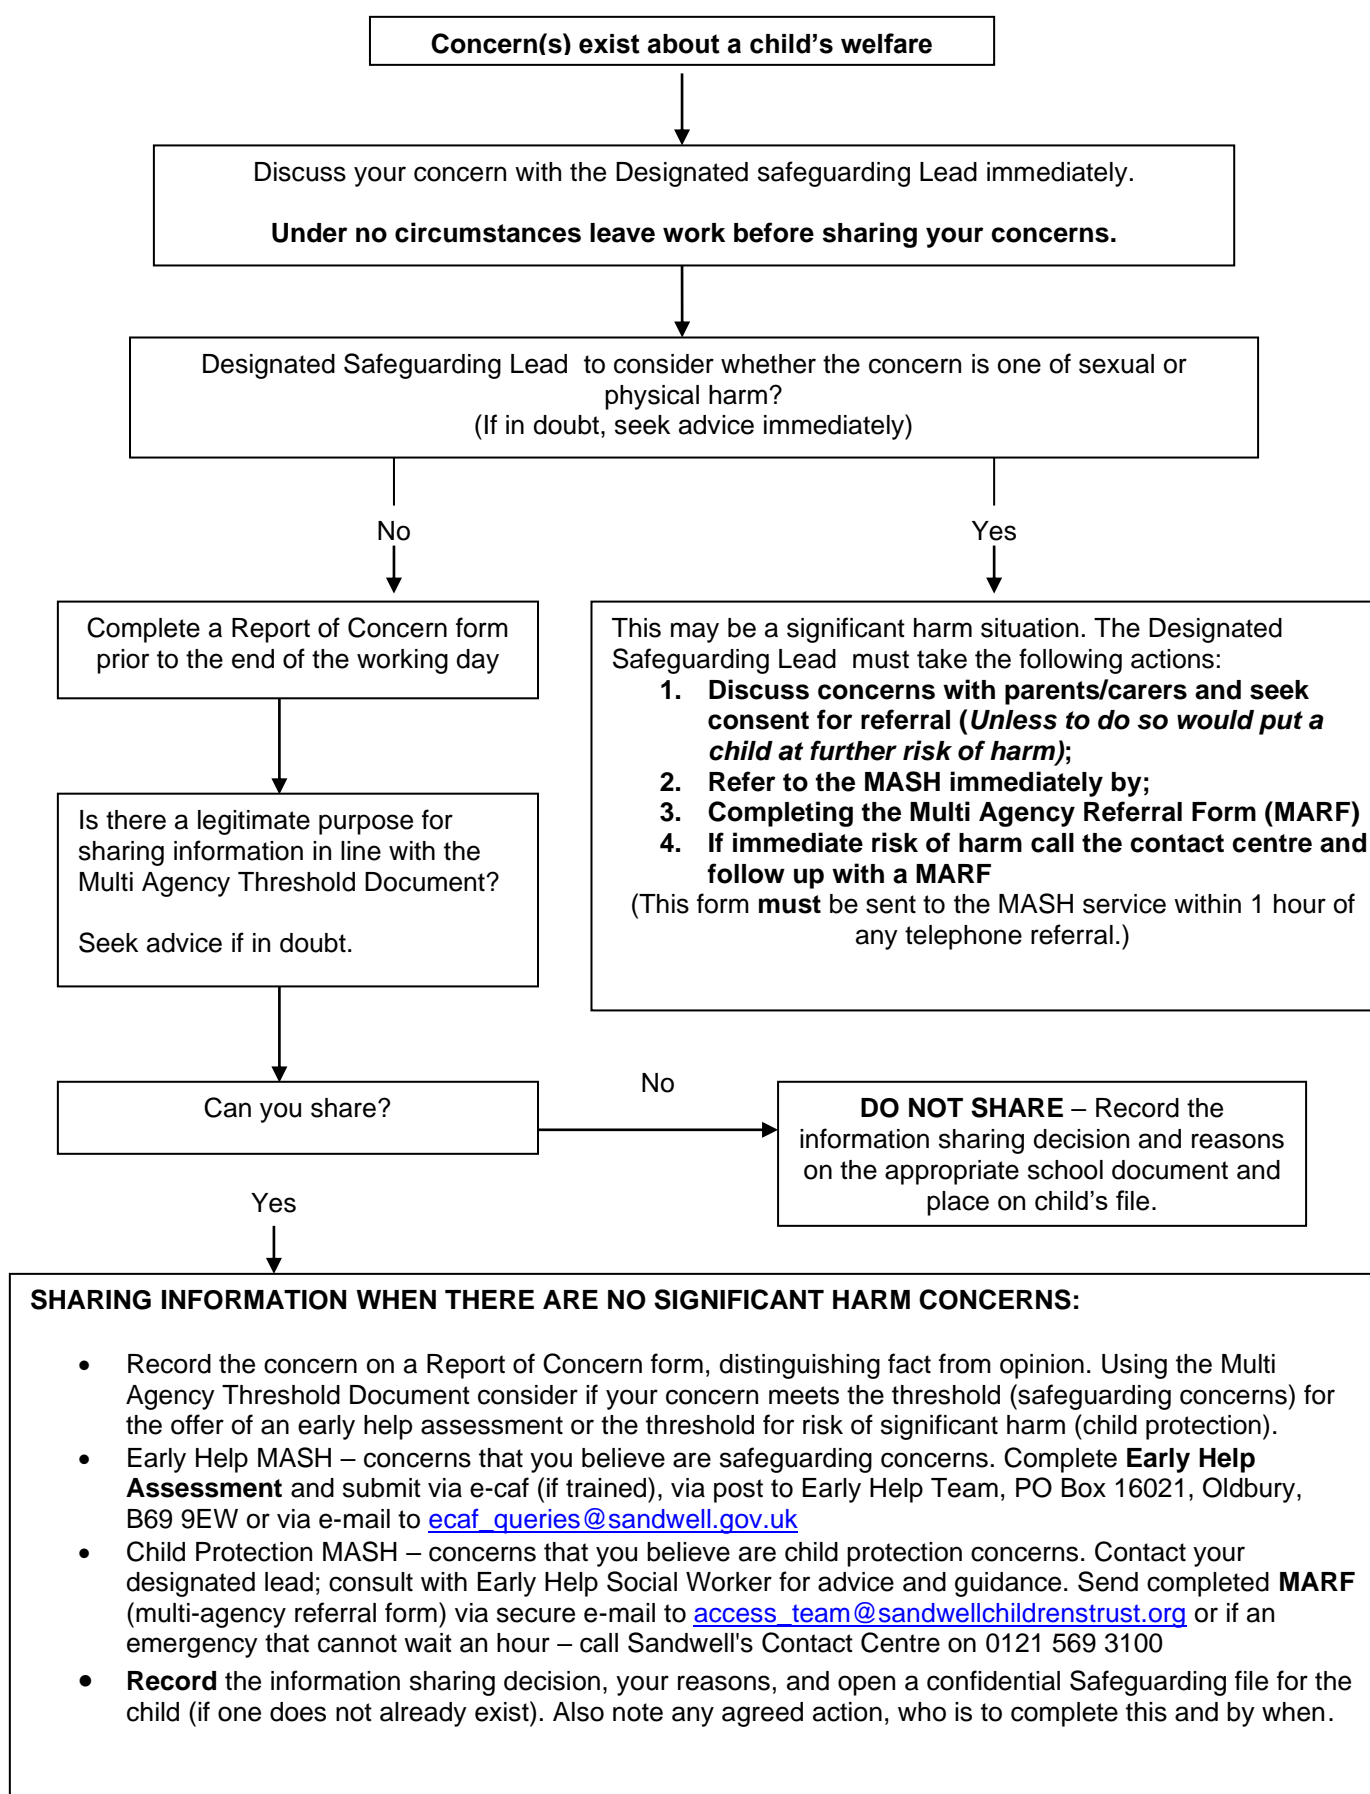 Concern(s) exist about a child's welfare
Discuss your concern with the Designated safeguarding Lead immediately.
Under no circumstances leave work before sharing your concerns.
Designated Safeguarding Lead  to consider whether the concern is one of sexual or
physical harm?
(If in doubt, seek advice immediately)
No
Yes
Complete a Report of Concern form
prior to the end of the working day
This may be a significant harm situation. The Designated
Safeguarding Lead  must take the following actions:
1. Discuss concerns with parents/carers and seek
consent for referral (Unless to do so would put a
child at further risk of harm);
2. Refer to the MASH immediately by;
3. Completing the Multi Agency Referral Form (MARF)
4. If immediate risk of harm call the contact centre and
follow up with a MARF
(This form must be sent to the MASH service within 1 hour of
any telephone referral.)
Is there a legitimate purpose for
sharing information in line with the
Multi Agency Threshold Document?
Seek advice if in doubt.
Can you share?
No
DO NOT SHARE – Record the
information sharing decision and reasons
on the appropriate school document and
place on child's file.
Yes
SHARING INFORMATION WHEN THERE ARE NO SIGNIFICANT HARM CONCERNS:
• Record the concern on a Report of Concern form, distinguishing fact from opinion. Using the Multi
Agency Threshold Document consider if your concern meets the threshold (safeguarding concerns) for
the offer of an early help assessment or the threshold for risk of significant harm (child protection).
• Early Help MASH – concerns that you believe are safeguarding concerns. Complete Early Help
Assessment and submit via e-caf (if trained), via post to Early Help Team, PO Box 16021, Oldbury,
B69 9EW or via e-mail to ecaf_queries@sandwell.gov.uk
• Child Protection MASH – concerns that you believe are child protection concerns. Contact your
designated lead; consult with Early Help Social Worker for advice and guidance. Send completed MARF
(multi-agency referral form) via secure e-mail to access_team@sandwellchildrenstrust.org or if an
emergency that cannot wait an hour – call Sandwell's Contact Centre on 0121 569 3100
• Record the information sharing decision, your reasons, and open a confidential Safeguarding file for the
child (if one does not already exist). Also note any agreed action, who is to complete this and by when.